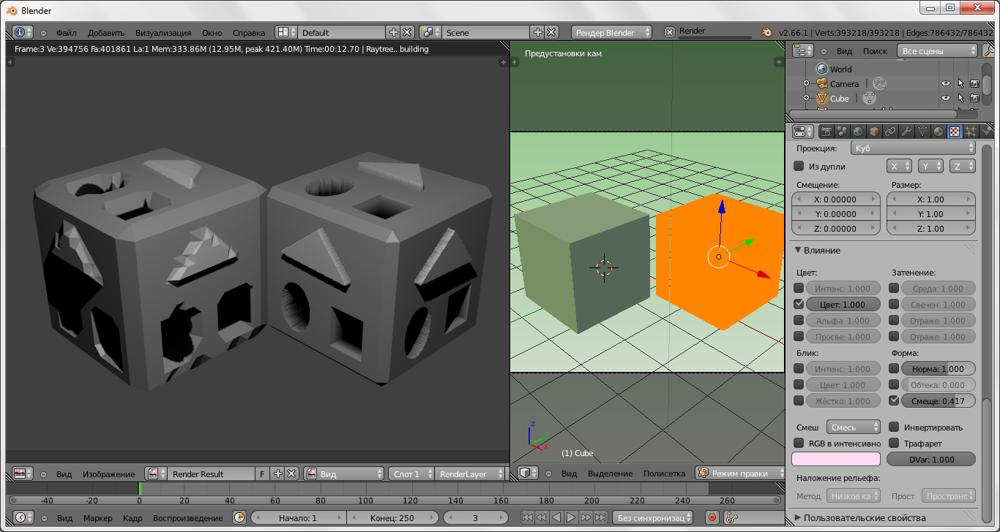 Blender
Файл Добавить Визуализация Окно Справка Default Scene Рендер Blender Render v2.66.1 | Verts:393218/393218 | Edges:786432/786432
Frame:3 Ve:394756 Fa:401861 La:1 Mem:333.86M (12.95M, peak 421.40M) Time:00:12.70 | Raytree.. building
Предустановки кам
(1) Cube
z
y
x
Вид Поиск Все сцены
World
Camera |
Cube |
Проекция: Куб
Из дупли X Y Z
Смещение: Размер:
X: 0.00000 X: 1.00
Y: 0.00000 Y: 1.00
Z: 0.00000 Z: 1.00
Влияние
Цвет: Затенение:
Интенс: 1.000 Среда: 1.000
Цвет: 1.000 Свечен: 1.000
Альфа: 1.000 Отраже: 1.000
Просве: 1.000 Отраже: 1.000
Блик: Форма:
Интенс: 1.000 Норма: 1.000
Цвет: 1.000 Обтека: 0.000
Жёстко: 1.000 Смеще: 0.417
Смеш Смесь Инвертировать
RGB в интенсивно Трафарет
DVar: 1.000
Наложение рельефа:
Метод Низкое ка Прост Пространс
Пользовательские свойства
Вид Изображение Render Result F Вид Слот 1 RenderLayer
Вид Выделение Полисетка Режим правки
-40 -20 0 20 40 60 80 100 120 140 160 180 200 220 240 260
Вид Маркер Кадр Воспроизведение Начало: 1 Конец: 250 3 Без синхронизац